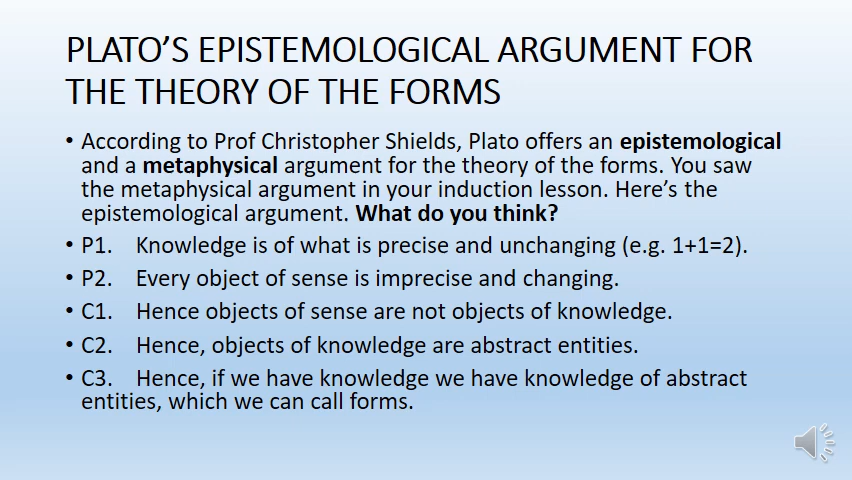 PLATO’S EPISTEMOLOGICAL ARGUMENT FOR
THE THEORY OF THE FORMS
• According to Prof Christopher Shields, Plato offers an epistemological
and a metaphysical argument for the theory of the forms. You saw
the metaphysical argument in your induction lesson. Here’s the
epistemological argument. What do you think?
• P1. Knowledge is of what is precise and unchanging (e.g. 1+1=2).
• P2. Every object of sense is imprecise and changing.
• C1. Hence objects of sense are not objects of knowledge.
• C2. Hence, objects of knowledge are abstract entities.
• C3. Hence, if we have knowledge we have knowledge of abstract
entities, which we can call forms.